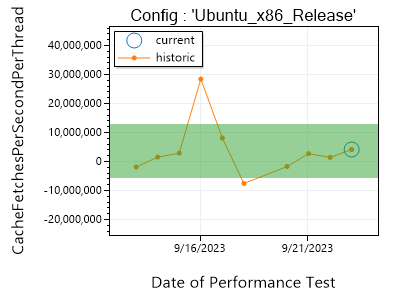 Config : 'Ubuntu_x86_Release'
current
historic
CacheFetchesPerSecondPerThread
40,000,000
30,000,000
20,000,000
10,000,000
0
-10,000,000
-20,000,000
9/16/2023
9/21/2023
Date of Performance Test